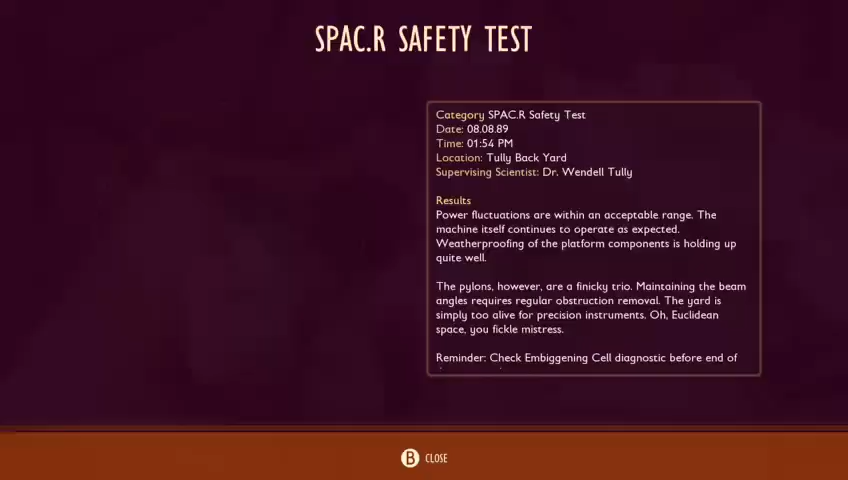 SPAC.R SAFETY TEST
Category SPAC.R Safety Test
Date: 08.08.89
Time: 01:54 PM
Location: Tully Back Yard
Supervising Scientist: Dr. Wendell Tully
Results
Power fluctuations are within an acceptable range. The
machine itself continues to operate as expected.
Weatherproofing of the platform components is holding up
quite well.
The pylons, however, are a finicky trio. Maintaining the beam
angles requires regular obstruction removal. The yard is
simply too alive for precision instruments. Oh, Euclidean
space, you fickle mistress.
Reminder: Check Embiggening Cell diagnostic before end of
B CLOSE